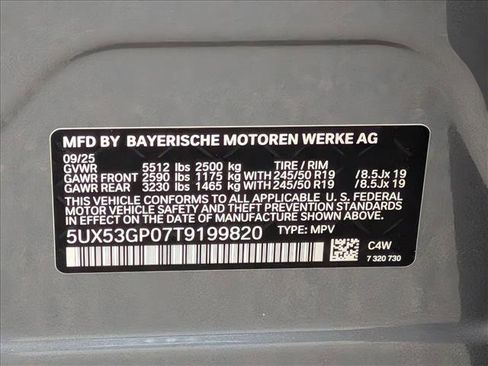 MFD BY BAYERISCHE MOTOREN WERKE AG
09/25
GVWR 5512 lbs 2500 kg TIRE / RIM
GAWR FRONT 2590 lbs 1175 kg WITH 245/50 R19 / 8.5Jx 19
GAWR REAR 3230 lbs 1465 kg WITH 245/50 R19 / 8.5Jx 19
THIS VEHICLE CONFORMS TO ALL APPLICABLE U. S. FEDERAL
MOTOR VEHICLE SAFETY AND THEFT PREVENTION STANDARDS
IN EFFECT ON THE DATE OF MANUFACTURE SHOWN ABOVE.
5UX53GP07T9199820 TYPE: MPV
C4W
7 320 730